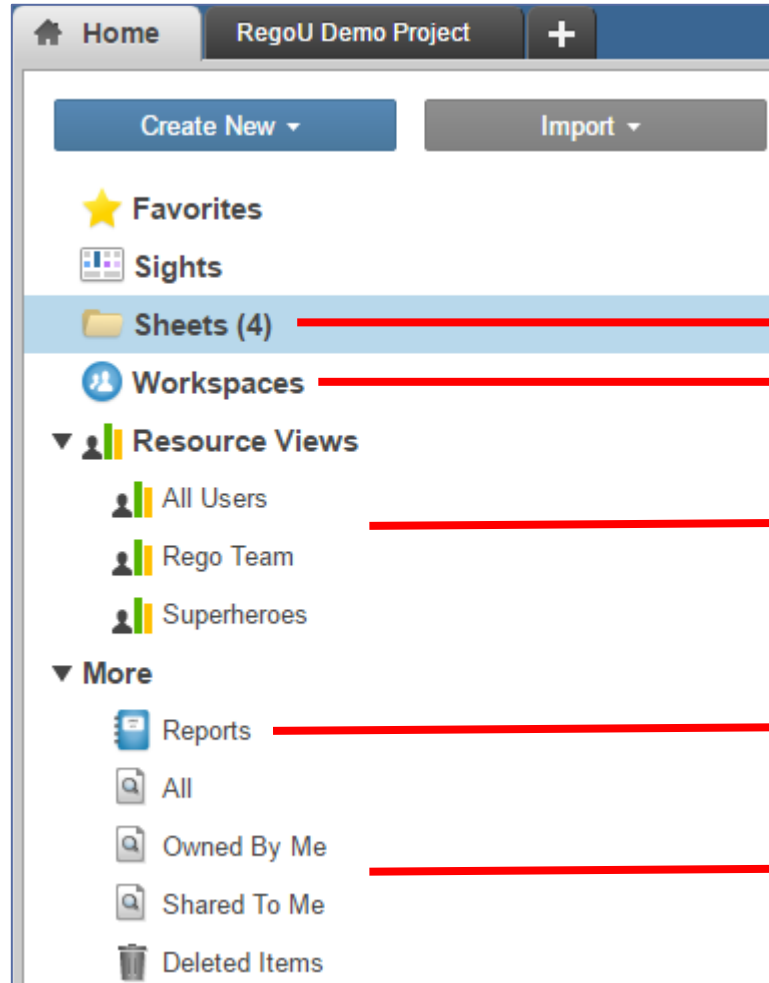 Home RegoU Demo Project +
Create New Import
Favorites
Sights
Sheets (4)
Workspaces
Resource Views
All Users
Rego Team
Superheroes
More
Reports
All
Owned By Me
Shared To Me
Deleted Items